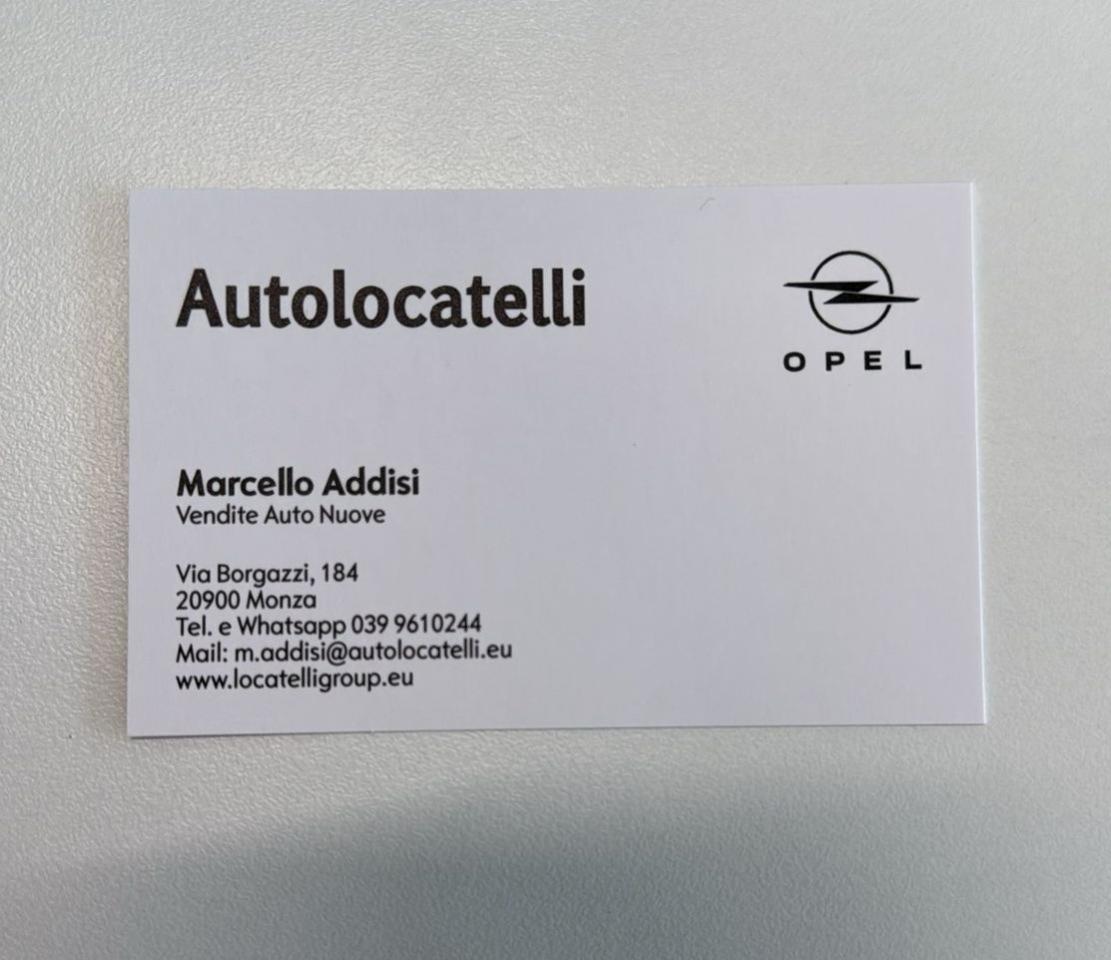 Autolocatelli
OPEL
Marcello Addisi
Vendite Auto Nuove
Via Borgazzi, 184
20900 Monza
Tel. e Whatsapp 039 9610244
Mail: m.addisi@autolocatelli.eu
www.locatelligroup.eu